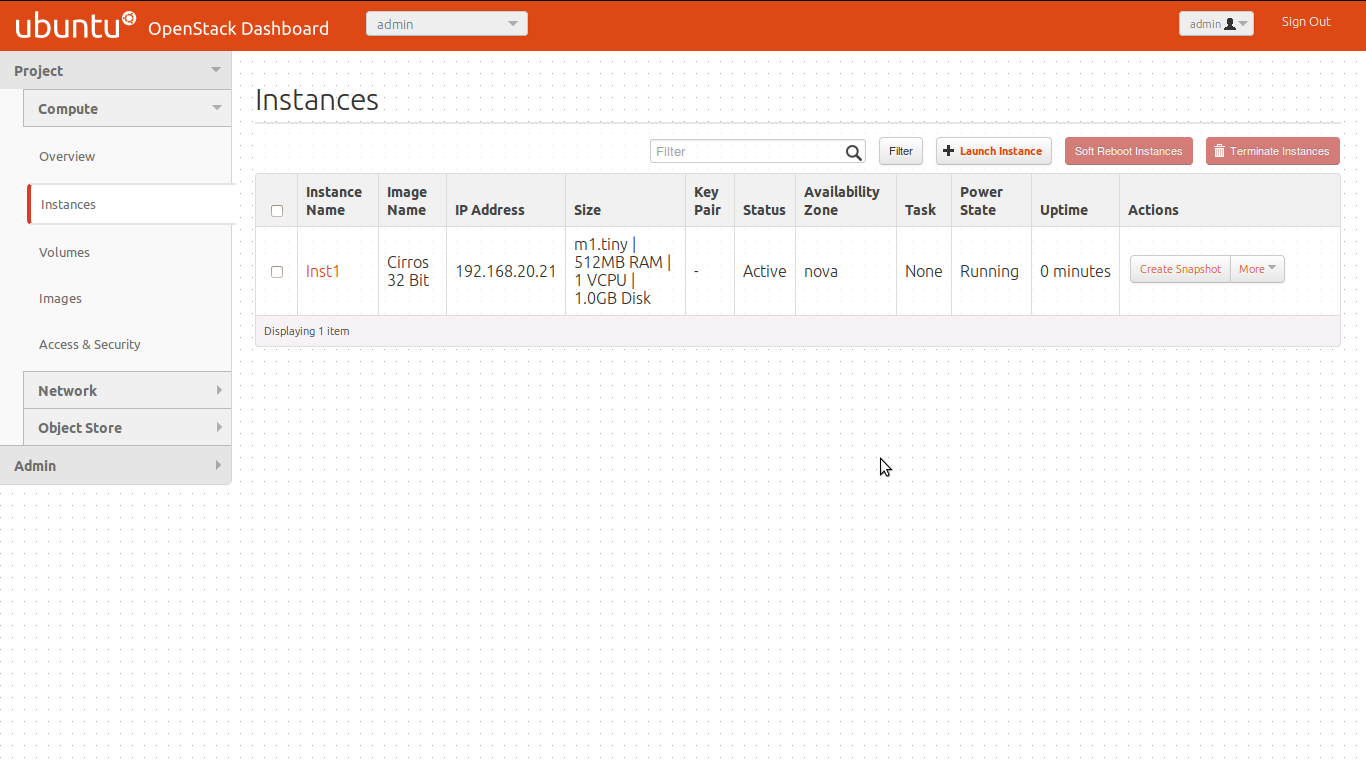 ubuntu OpenStack Dashboard admin admin Sign Out
Project
Compute
Overview
Instances
Volumes
Images
Access & Security
Network
Object Store
Admin
Instances
Filter Filter Launch Instance Soft Reboot Instances Terminate Instances
Instance Name Image Name IP Address Size Key Pair Status Availability Zone Task Power State Uptime Actions
Inst1 Cirros 32 Bit 192.168.20.21 m1.tiny | 512MB RAM | 1 VCPU | 1.0GB Disk - Active nova None Running 0 minutes Create Snapshot More
Displaying 1 item